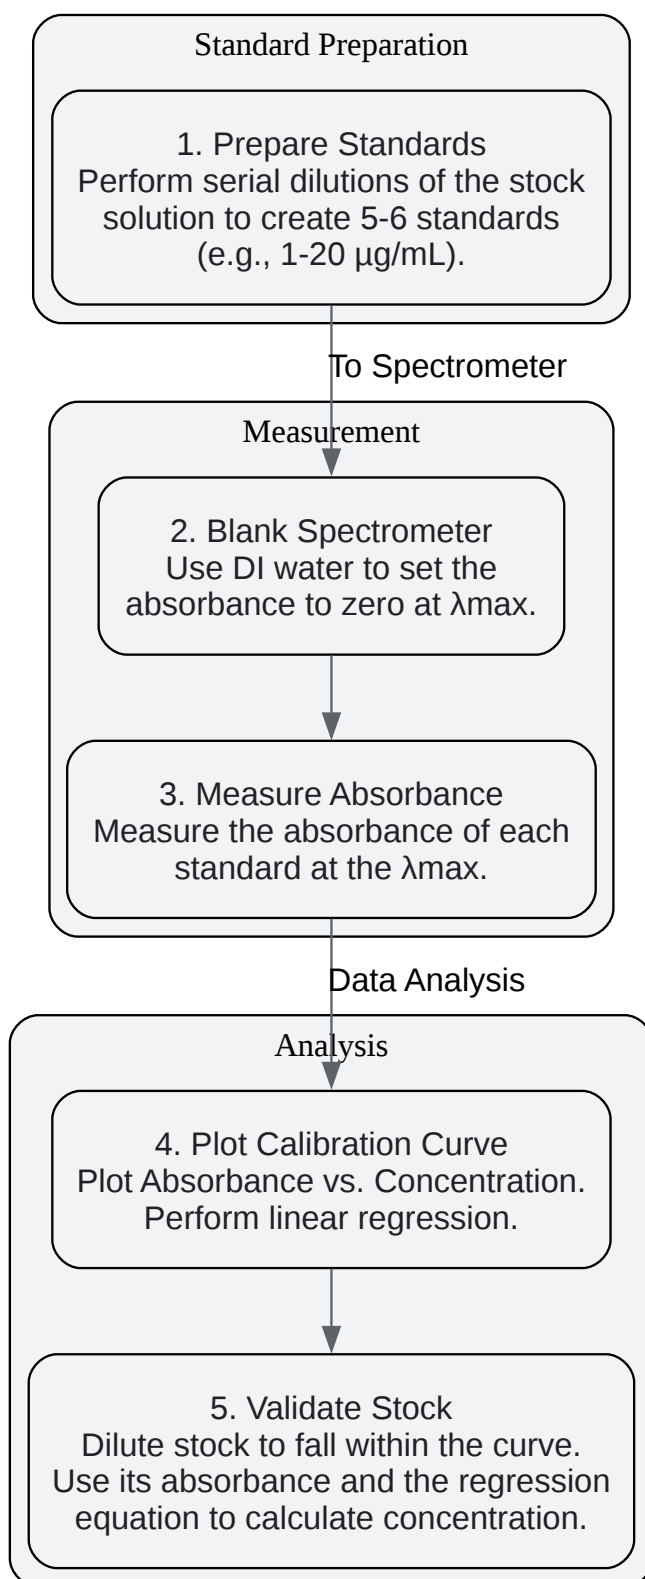 Standard Preparation
1. Prepare Standards
Perform serial dilutions of the stock
solution to create 5-6 standards
(e.g., 1-20 µg/mL).
To Spectrometer
Measurement
2. Blank Spectrometer
Use DI water to set the
absorbance to zero at λmax.
3. Measure Absorbance
Measure the absorbance of each
standard at the λmax.
Data Analysis
Analysis
4. Plot Calibration Curve
Plot Absorbance vs. Concentration.
Perform linear regression.
5. Validate Stock
Dilute stock to fall within the curve.
Use its absorbance and the regression
equation to calculate concentration.